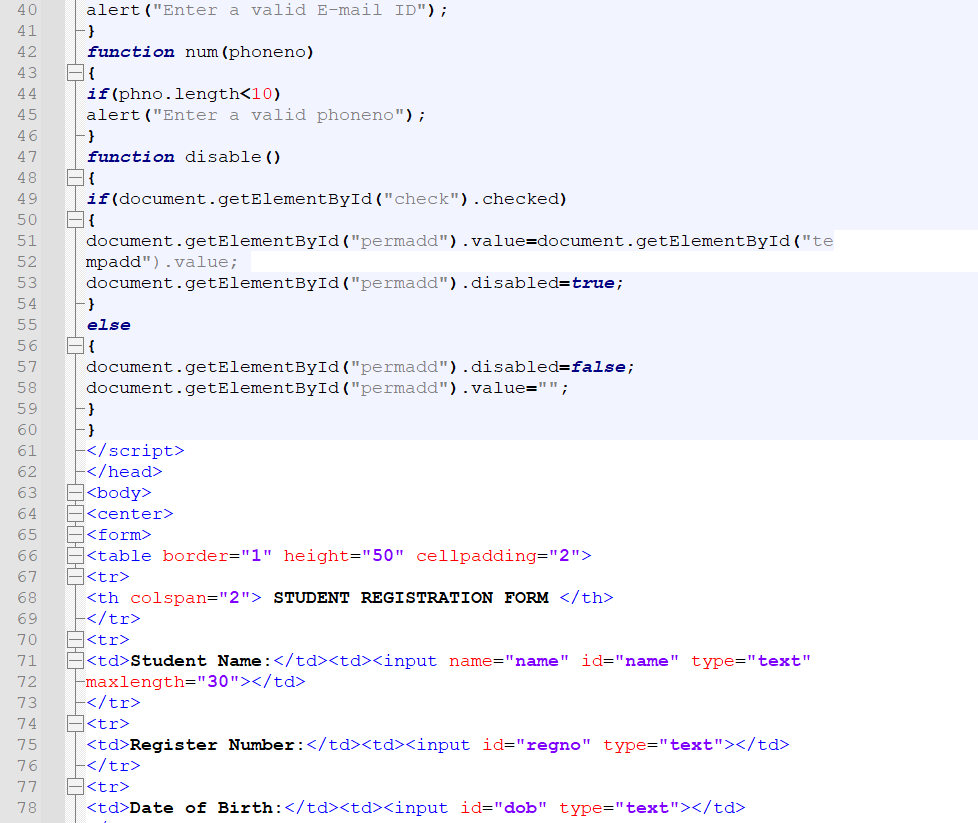 40 alert("Enter a valid E-mail ID");
41 }
42 function num(phoneno)
43 {
44 if(phno.length<10)
45 alert("Enter a valid phoneno");
46 }
47 function disable()
48 {
49 if(document.getElementById("check").checked)
50 {
51 document.getElementById("permadd").value=document.getElementById("te
52 mpadd").value;
53 document.getElementById("permadd").disabled=true;
54 }
55 else
56 {
57 document.getElementById("permadd").disabled=false;
58 document.getElementById("permadd").value="";
59 }
60 }
61 </script>
62 </head>
63 <body>
64 <center>
65 <form>
66 <table border="1" height="50" cellpadding="2">
67 <tr>
68 <th colspan="2"> STUDENT REGISTRATION FORM </th>
69 </tr>
70 <tr>
71 <td>Student Name:</td><td><input name="name" id="name" type="text"
72 maxlength="30"></td>
73 </tr>
74 <tr>
75 <td>Register Number:</td><td><input id="regno" type="text"></td>
76 </tr>
77 <tr>
78 <td>Date of Birth:</td><td><input id="dob" type="text"></td>